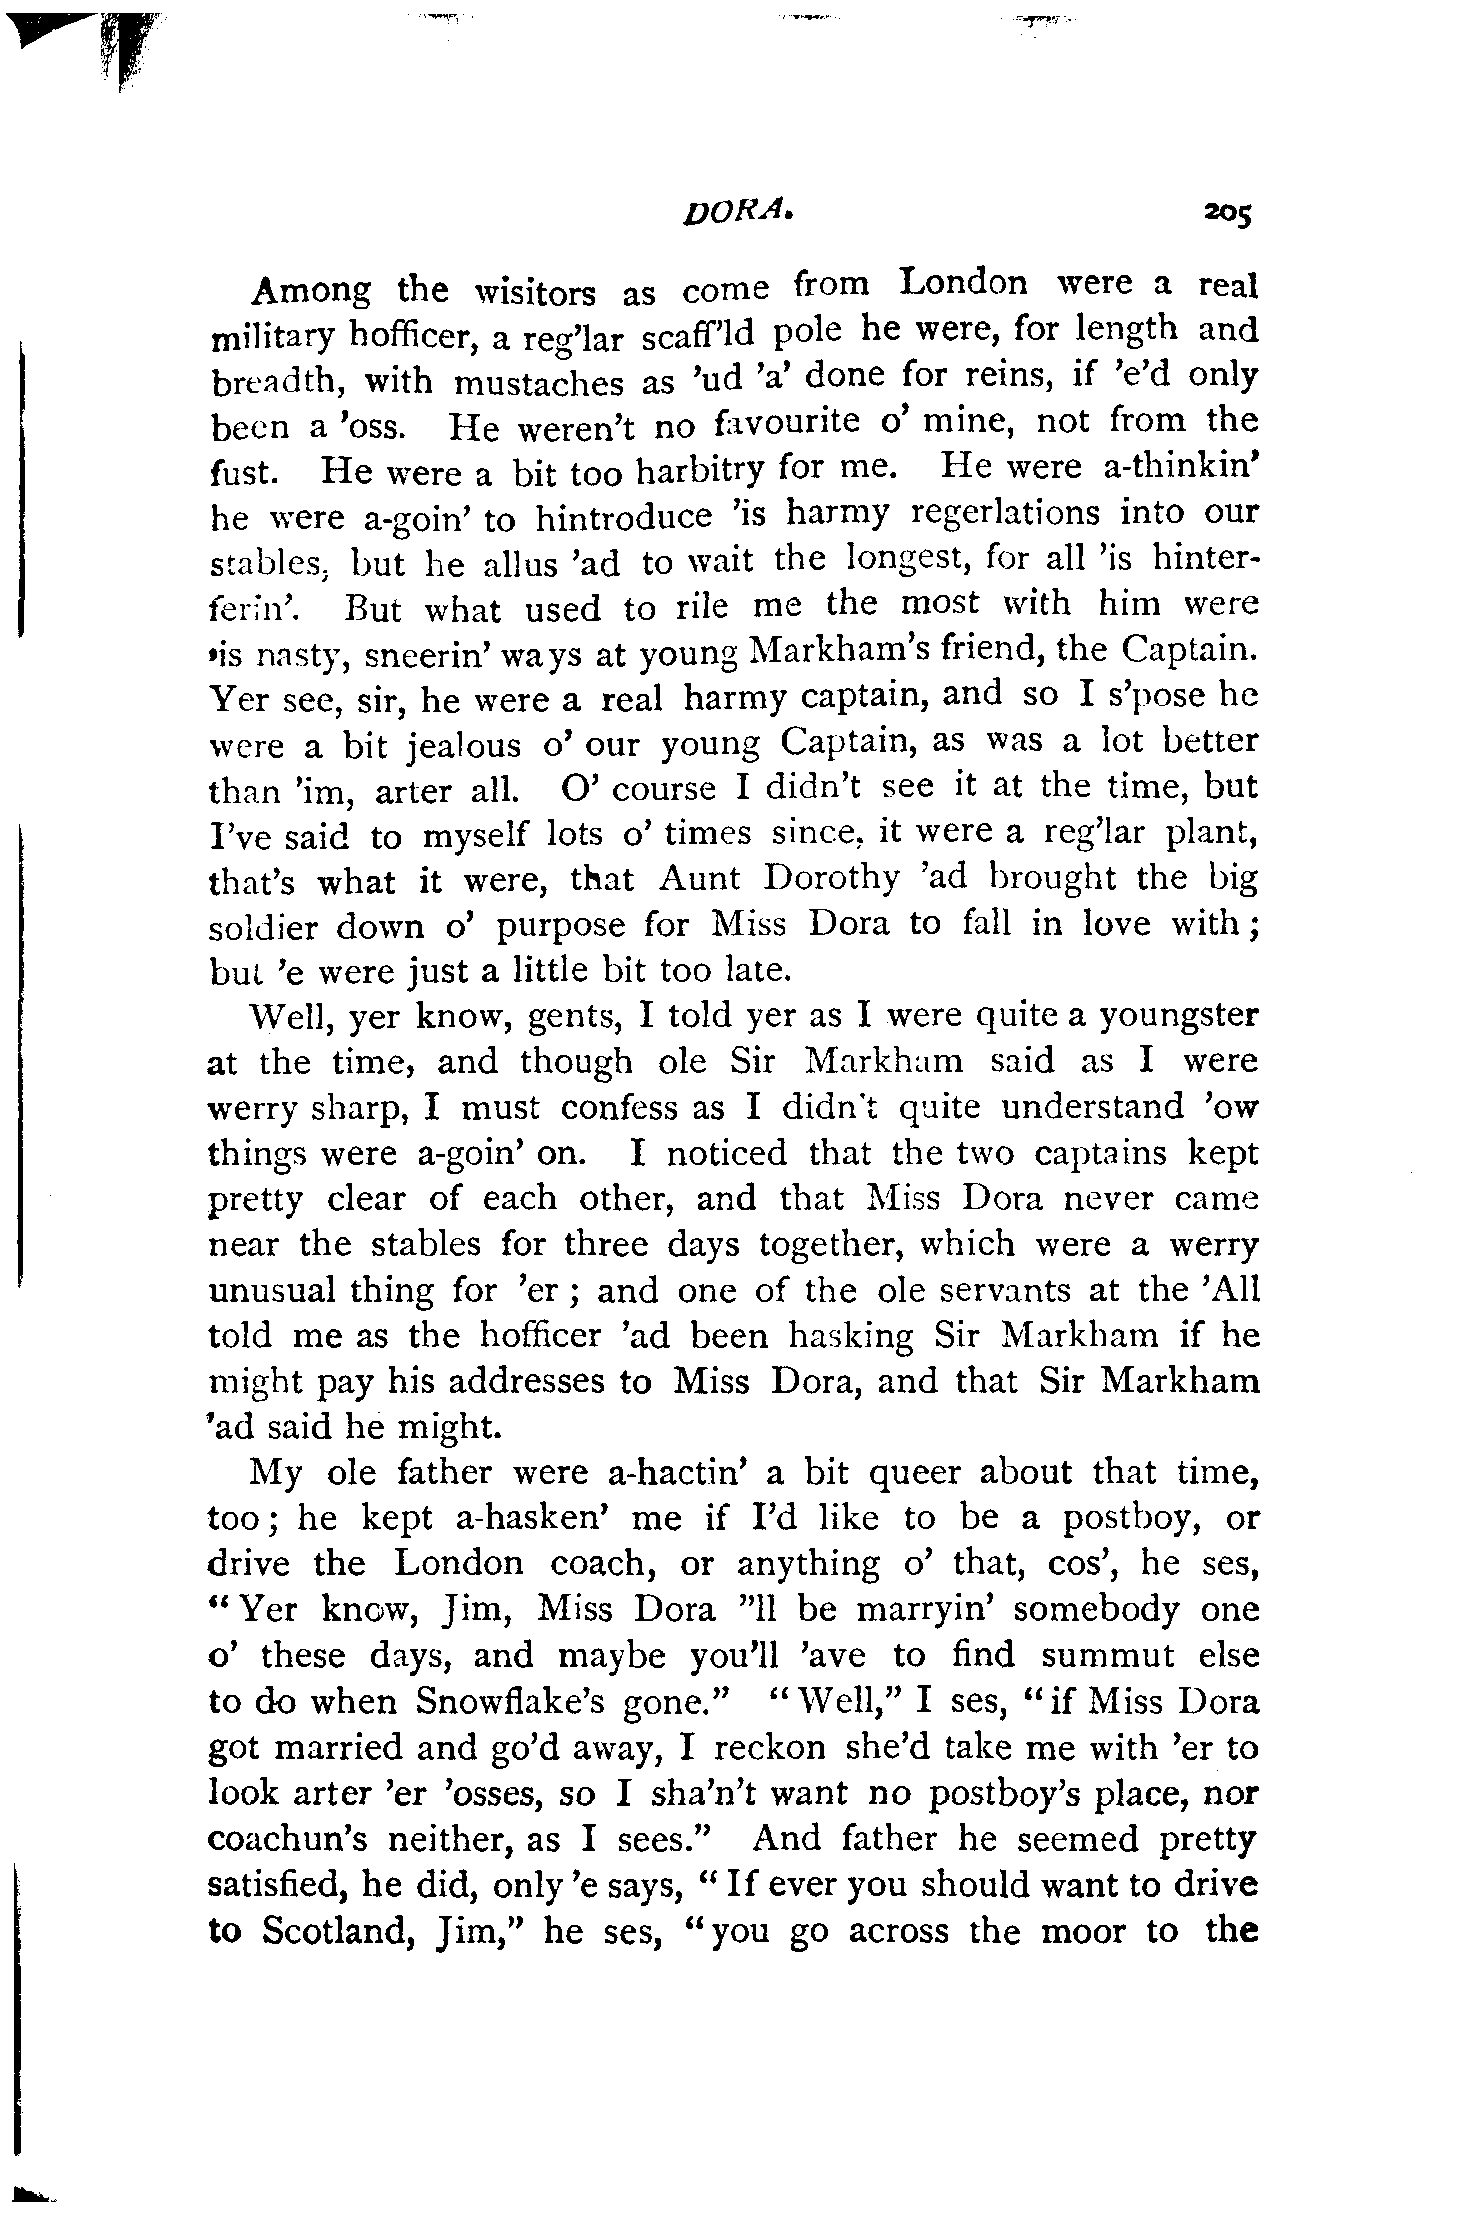 DORA. 205
Among the wisitors as come from London were a real
military hofficer, a reg'lar scaff'ld pole he were, for length and
breadth, with mustaches as 'ud 'a' done for reins, if 'e'd only
been a 'oss. He weren't no favourite o' mine, not from the
fust. He were a bit too harbitry for me. He were a-thinkin'
he were a-goin' to hintroduce 'is harmy regerlations into our
stables, but he allus 'ad to wait the longest, for all 'is hinter-
ferin'. But what used to rile me the most with him were
'is nasty, sneerin' ways at young Markham's friend, the Captain.
Yer see, sir, he were a real harmy captain, and so I s'pose he
were a bit jealous o' our young Captain, as was a lot better
than 'im, arter all. O' course I didn't see it at the time, but
I've said to myself lots o' times since, it were a reg'lar plant,
that's what it were, that Aunt Dorothy 'ad brought the big
soldier down o' purpose for Miss Dora to fall in love with;
but 'e were just a little bit too late.
Well, yer know, gents, I told yer as I were quite a youngster
at the time, and though ole Sir Markham said as I were
werry sharp, I must confess as I didn't quite understand 'ow
things were a-goin' on. I noticed that the two captains kept
pretty clear of each other, and that Miss Dora never came
near the stables for three days together, which were a werry
unusual thing for 'er; and one of the ole servants at the 'All
told me as the hofficer 'ad been hasking Sir Markham if he
might pay his addresses to Miss Dora, and that Sir Markham
'ad said he might.
My ole father were a-hactin' a bit queer about that time,
too; he kept a-hasken' me if I'd like to be a postboy, or
drive the London coach, or anything o' that, cos', he ses,
"Yer know, Jim, Miss Dora "ll be marryin' somebody one
o' these days, and maybe you'll 'ave to find summut else
to do when Snowflake's gone." "Well," I ses, "if Miss Dora
got married and go'd away, I reckon she'd take me with 'er to
look arter 'er 'osses, so I sha'n't want no postboy's place, nor
coachun's neither, as I sees." And father he seemed pretty
satisfied, he did, only 'e says, "If ever you should want to drive
to Scotland, Jim," he ses, "you go across the moor to the